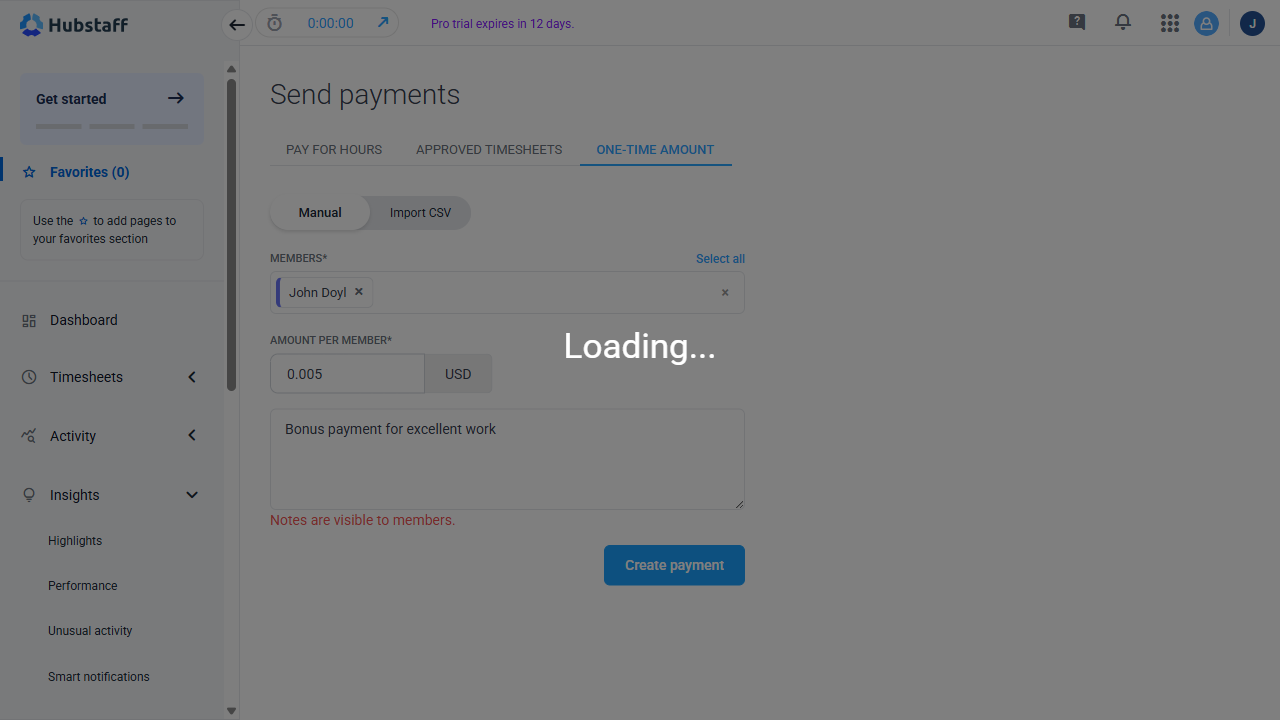 Hubstaff
0:00:00
Pro trial expires in 12 days.
?
J
Get started
Favorites (0)
Use the to add pages to
your favorites section
Dashboard
Timesheets
Activity
Insights
Highlights
Performance
Unusual activity
Smart notifications
Send payments
PAY FOR HOURS
APPROVED TIMESHEETS
ONE-TIME AMOUNT
Manual
Import CSV
MEMBERS*
Select all
John Doyl
AMOUNT PER MEMBER*
0.005
USD
Loading...
Bonus payment for excellent work
Notes are visible to members.
Create payment